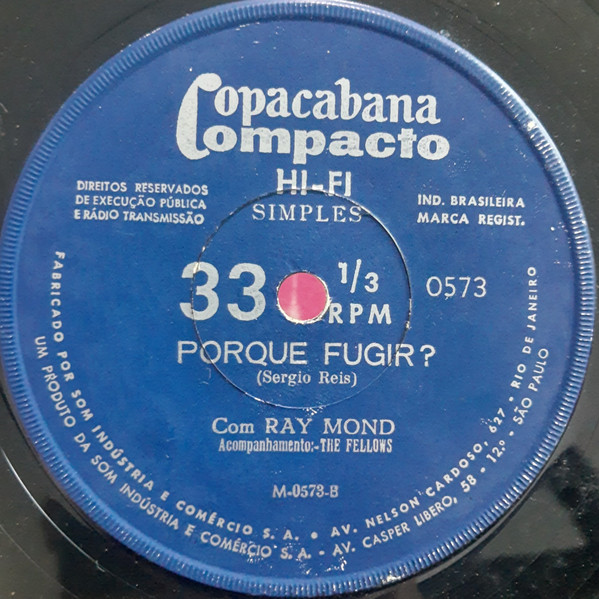 Copacabana
Compacto
HI-FI
SIMPLES
DIREITOS RESERVADOS
DE EXECUÇÃO PÚBLICA
E RÁDIO TRANSMISSÃO
IND. BRASILEIRA
MARCA REGIST.
33 1/3
RPM
0573
PORQUE FUGIR?
(Sergio Reis)
Com RAY MOND
Acompanhamento:-THE FELLOWS
M-0573-B
FABRICADO POR SOM INDÚSTRIA E COMÉRCIO S. A. • AV. NELSON CARDOSO, 627 • RIO DE JANEIRO
UM PRODUTO DA SOM INDÚSTRIA E COMÉRCIO S. A. • AV. CASPER LIBERO, 58 - 12.º - SÃO PAULO